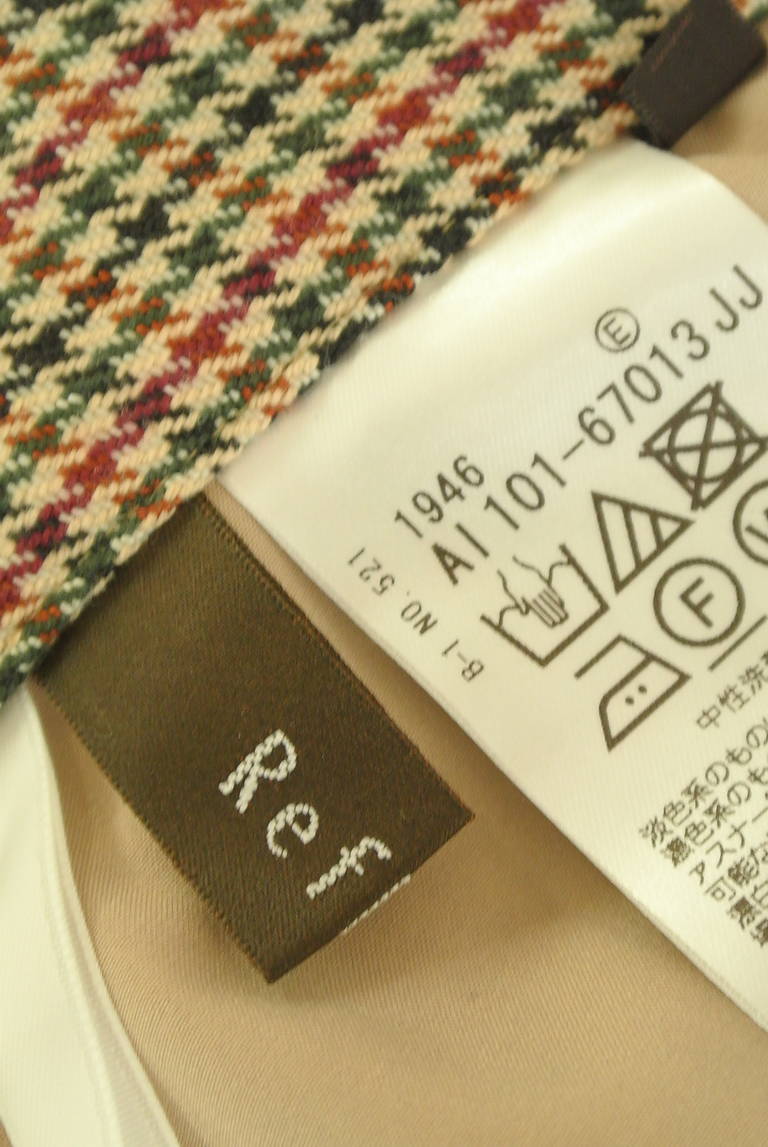 Ⓔ
1946
AI 101-67013 JJ
B-1 NO. 521
F
W
中性洗
淡色系のもの
濃色系のも
ァスナー
可能な
Ref